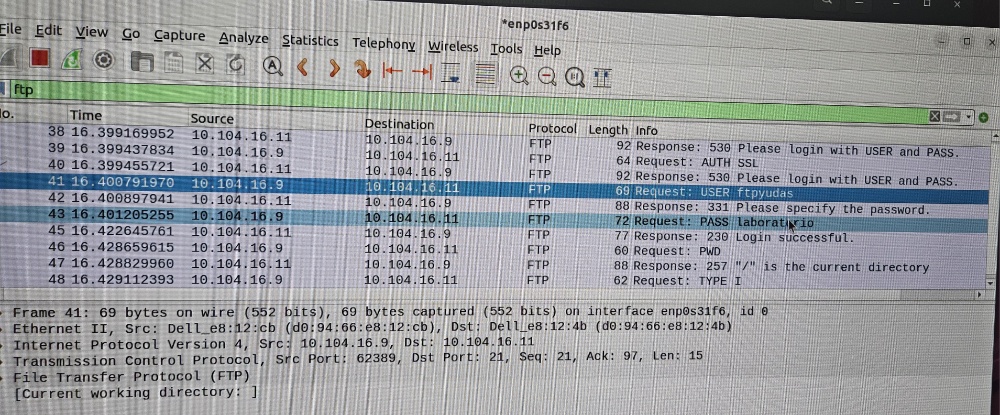 *enp0s31f6
File Edit View Go Capture Analyze Statistics Telephony Wireless Tools Help
ftp
No. Time Source Destination Protocol Length Info
38 16.399169952 10.104.16.11 10.104.16.9 FTP 92 Response: 530 Please login with USER and PASS.
39 16.399437834 10.104.16.9 10.104.16.11 FTP 64 Request: AUTH SSL
40 16.399455721 10.104.16.11 10.104.16.9 FTP 92 Response: 530 Please login with USER and PASS.
41 16.400791970 10.104.16.9 10.104.16.11 FTP 69 Request: USER ftpyudas
42 16.400897941 10.104.16.11 10.104.16.9 FTP 88 Response: 331 Please specify the password.
43 16.401205255 10.104.16.9 10.104.16.11 FTP 72 Request: PASS laboratorio
45 16.422645761 10.104.16.11 10.104.16.9 FTP 77 Response: 230 Login successful.
46 16.428659615 10.104.16.9 10.104.16.11 FTP 60 Request: PWD
47 16.428829960 10.104.16.11 10.104.16.9 FTP 88 Response: 257 "/" is the current directory
48 16.429112393 10.104.16.9 10.104.16.11 FTP 62 Request: TYPE I
Frame 41: 69 bytes on wire (552 bits), 69 bytes captured (552 bits) on interface enp0s31f6, id 0
Ethernet II, Src: Dell_e8:12:cb (d0:94:66:e8:12:cb), Dst: Dell_e8:12:4b (d0:94:66:e8:12:4b)
Internet Protocol Version 4, Src: 10.104.16.9, Dst: 10.104.16.11
Transmission Control Protocol, Src Port: 62389, Dst Port: 21, Seq: 21, Ack: 97, Len: 15
File Transfer Protocol (FTP)
[Current working directory: ]